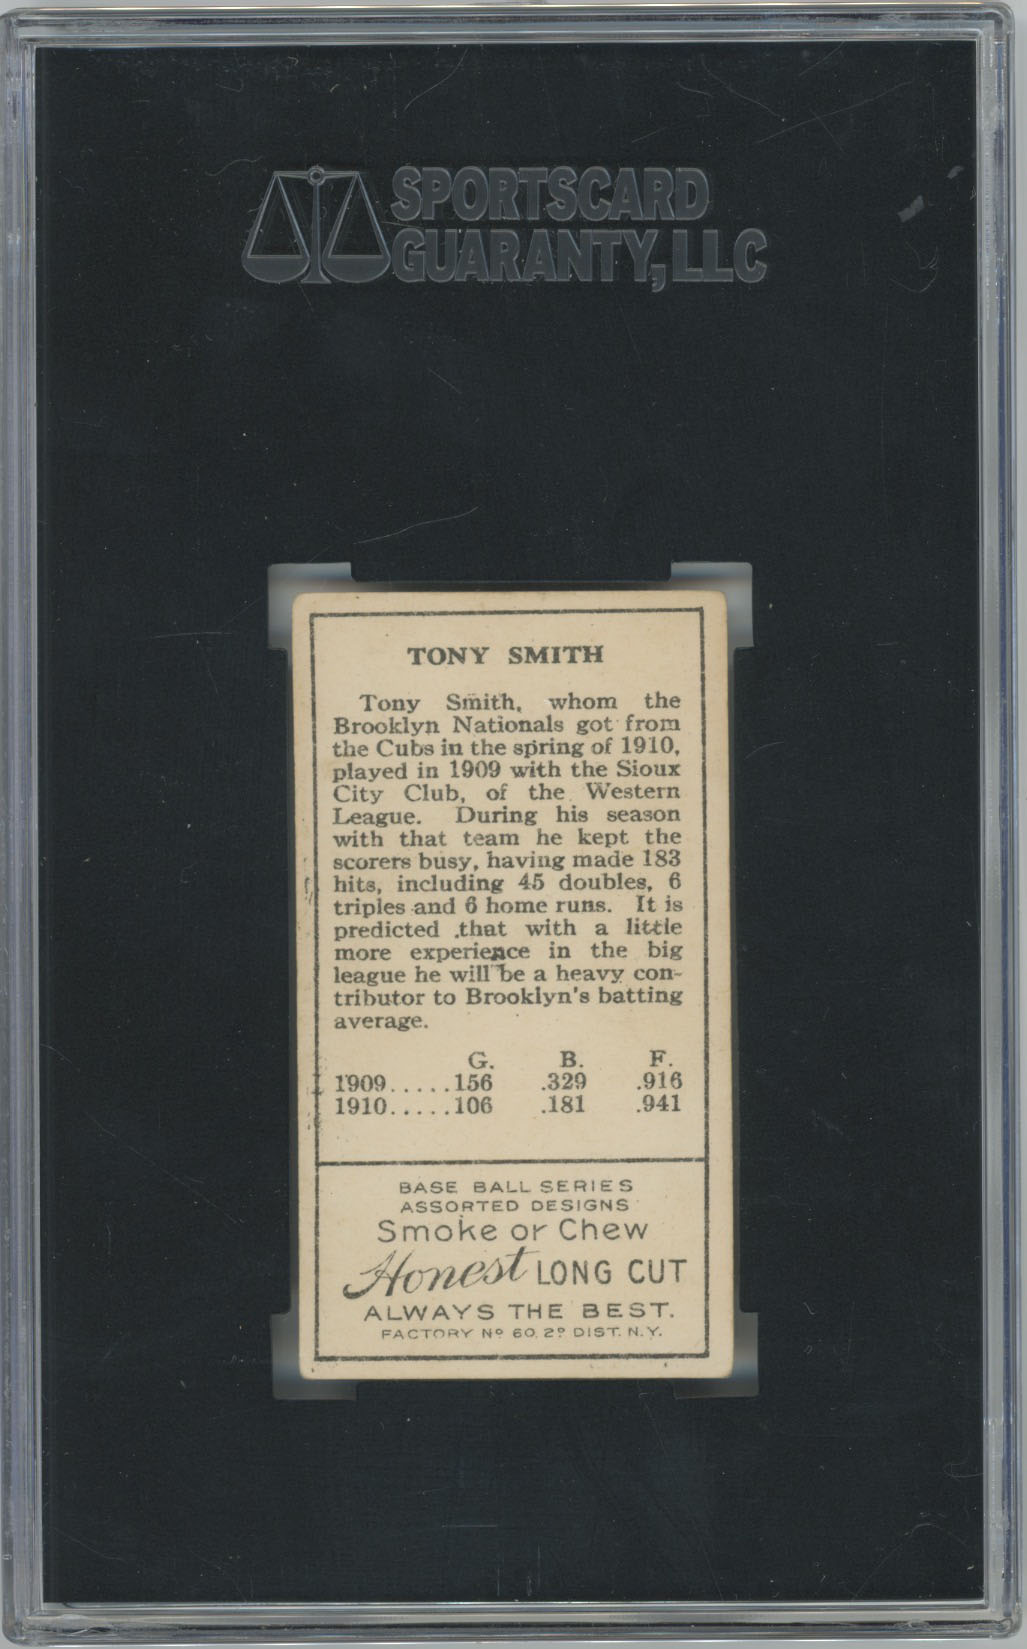 SPORTSCARD
GUARANTY, LLC
TONY SMITH
Tony Smith, whom the
Brooklyn Nationals got from
the Cubs in the spring of 1910,
played in 1909 with the Sioux
City Club, of the Western
League. During his season
with that team he kept the
scorers busy, having made 183
hits, including 45 doubles, 6
triples and 6 home runs. It is
predicted that with a little
more experience in the big
league he will be a heavy con-
tributor to Brooklyn's batting
average.
G. B. F.
1909.....156 .329 .916
1910.....106 .181 .941
BASE BALL SERIES
ASSORTED DESIGNS
Smoke or Chew
Honest LONG CUT
ALWAYS THE BEST.
FACTORY Nº 60, 2º DIST. N.Y.